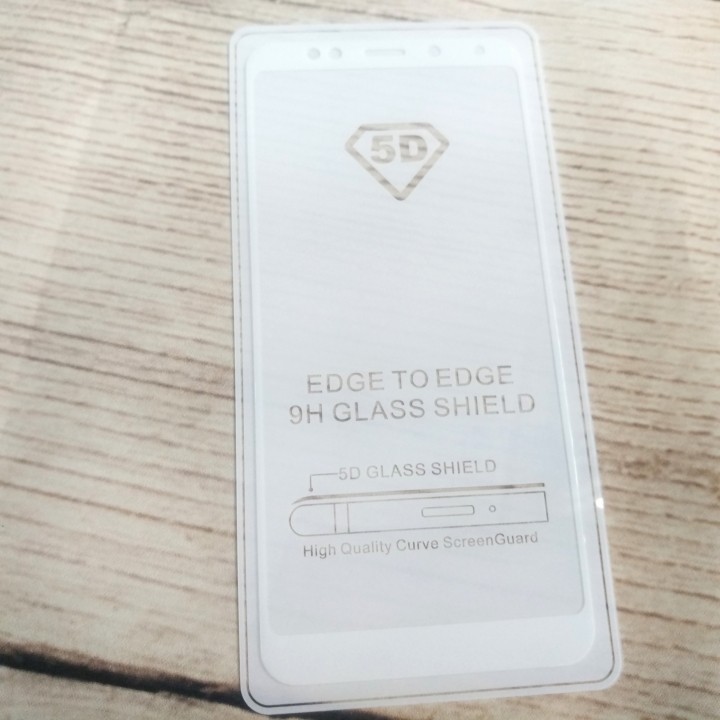 5D
EDGE TO EDGE
9H GLASS SHIELD
5D GLASS SHIELD
High Quality Curve ScreenGuard